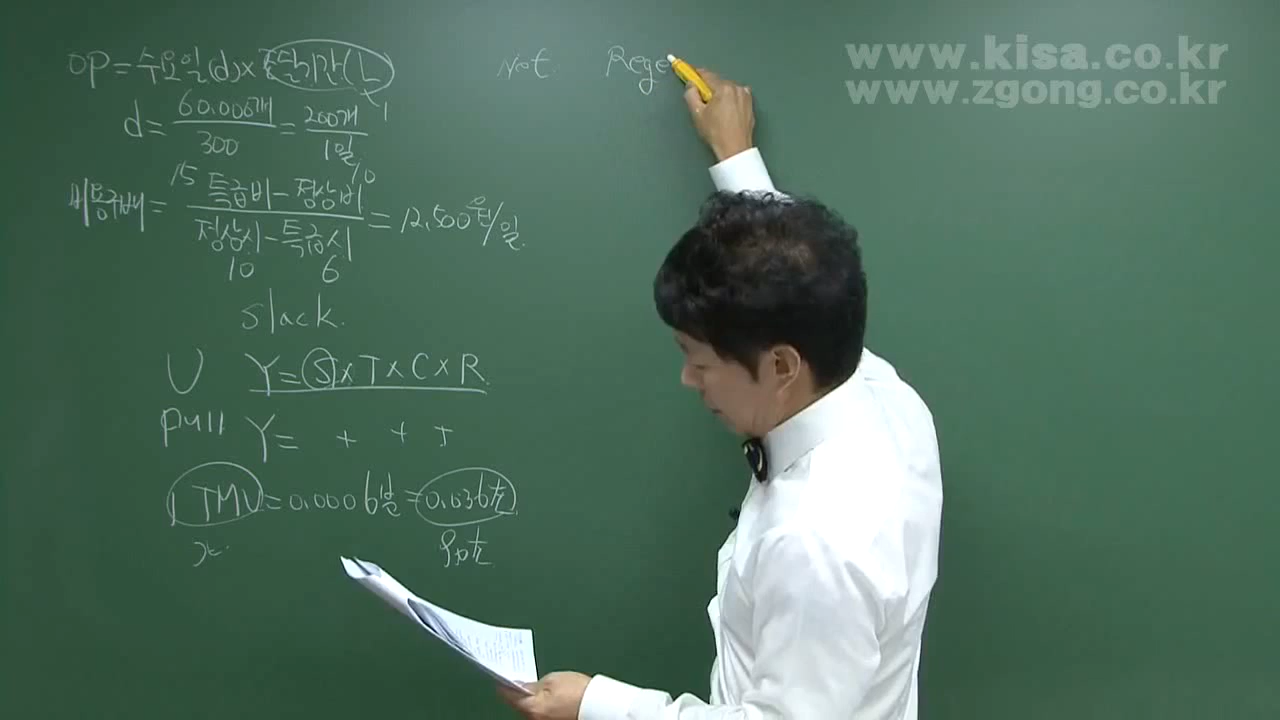 OP = 수요일(d) × 조달기간(L)
1
Not. Rege
www.kisa.co.kr
www.zgong.co.kr
d = 60,000개 / 300 = 200개 / 1일
비용구배 = 15 특급비 - 정상비 10 / 정상시 - 특급시 = 12,500원/일
10 6
slack.
U Y = S × T × C × R
pull Y = + + +
1 TMU = 0.0006분 = 0.036초
x.